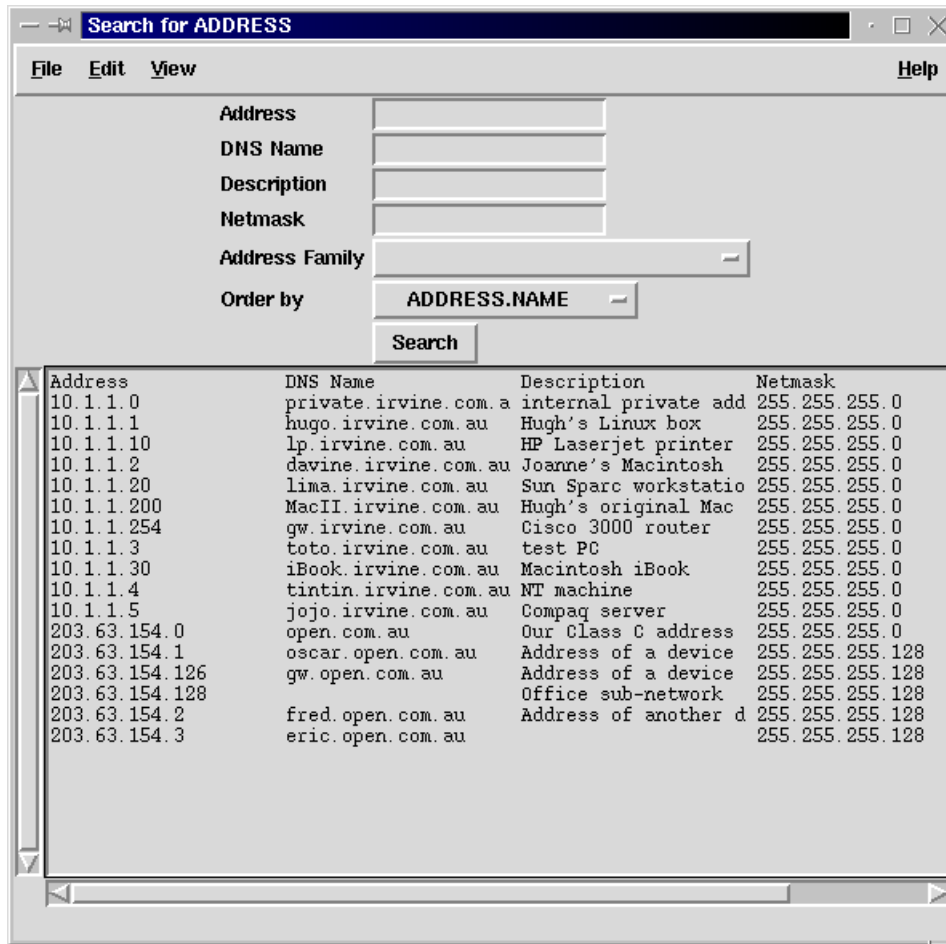 Search for ADDRESS
File Edit View Help
Address
DNS Name
Description
Netmask
Address Family
Order by ADDRESS.NAME
Search
Address DNS Name Description Netmask
10.1.1.0 private.irvine.com.a internal private add 255.255.255.0
10.1.1.1 hugo.irvine.com.au Hugh's Linux box 255.255.255.0
10.1.1.10 lp.irvine.com.au HP Laserjet printer 255.255.255.0
10.1.1.2 davine.irvine.com.au Joanne's Macintosh 255.255.255.0
10.1.1.20 lima.irvine.com.au Sun Sparc workstatio 255.255.255.0
10.1.1.200 MacII.irvine.com.au Hugh's original Mac 255.255.255.0
10.1.1.254 gw.irvine.com.au Cisco 3000 router 255.255.255.0
10.1.1.3 toto.irvine.com.au test PC 255.255.255.0
10.1.1.30 iBook.irvine.com.au Macintosh iBook 255.255.255.0
10.1.1.4 tintin.irvine.com.au NT machine 255.255.255.0
10.1.1.5 jojo.irvine.com.au Compaq server 255.255.255.0
203.63.154.0 open.com.au Our Class C address 255.255.255.0
203.63.154.1 oscar.open.com.au Address of a device 255.255.255.128
203.63.154.126 gw.open.com.au Address of a device 255.255.255.128
203.63.154.128 Office sub-network 255.255.255.128
203.63.154.2 fred.open.com.au Address of another d 255.255.255.128
203.63.154.3 eric.open.com.au 255.255.255.128